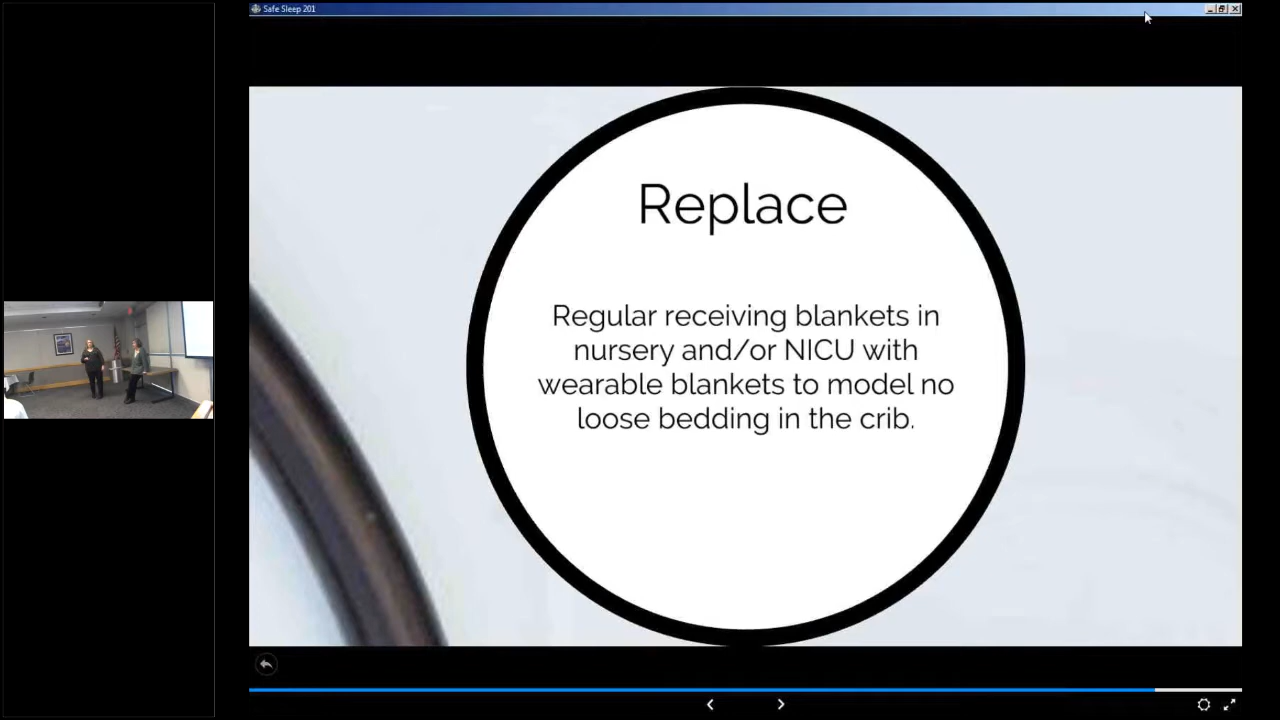 Safe Sleep 201
Replace
Regular receiving blankets in
nursery and/or NICU with
wearable blankets to model no
loose bedding in the crib.